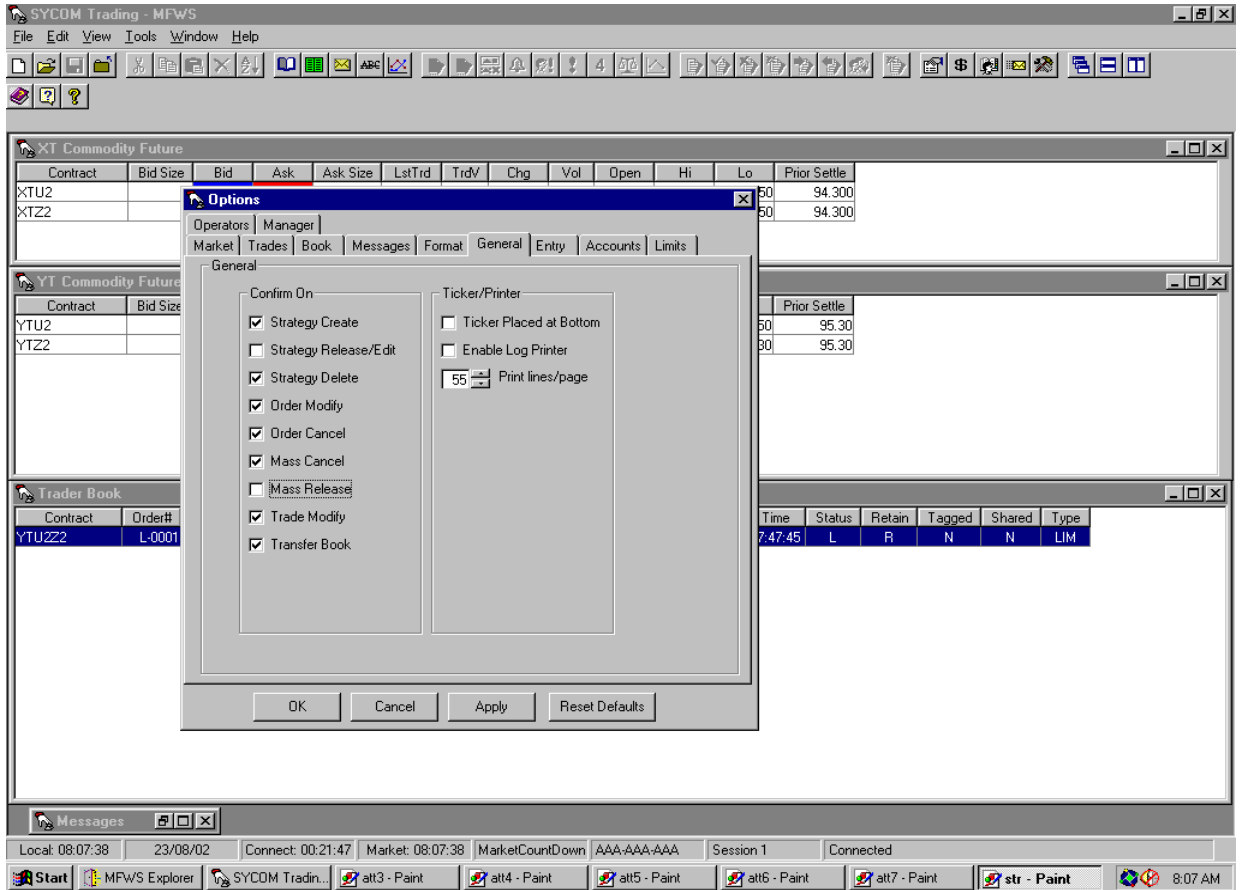 SYCOM Trading - MFWS
File Edit View Tools Window Help
XT Commodity Future
Contract Bid Size Bid Ask Ask Size LstTrd TrdV Chg Vol Open Hi Lo Prior Settle
XTU2 50 94.300
XTZ2 50 94.300
Options
Operators Manager
Market Trades Book Messages Format General Entry Accounts Limits
General
Confirm On
Strategy Create
Strategy Release/Edit
Strategy Delete
Order Modify
Order Cancel
Mass Cancel
Mass Release
Trade Modify
Transfer Book
Ticker/Printer
Ticker Placed at Bottom
Enable Log Printer
55 Print lines/page
OK Cancel Apply Reset Defaults
YT Commodity Future
Contract Bid Size Prior Settle
YTU2 50 95.30
YTZ2 30 95.30
Trader Book
Contract Order# Time Status Retain Tagged Shared Type
YTU2Z2 L-0001 7:47:45 L R N N LIM
Messages
Local: 08:07:38 23/08/02 Connect: 00:21:47 Market: 08:07:38 MarketCountDown AAA-AAA-AAA Session 1 Connected
Start MFWS Explorer SYCOM Tradin... att3 - Paint att4 - Paint att5 - Paint att6 - Paint att7 - Paint str - Paint 8:07 AM